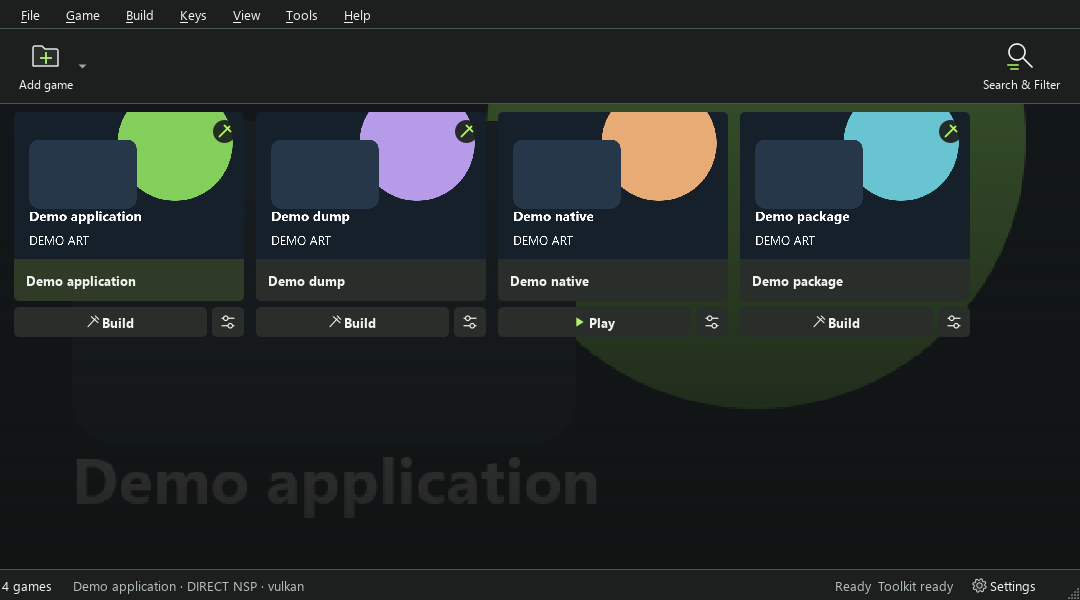 File Game Build Keys View Tools Help
Add game
Search & Filter
Demo application
DEMO ART
Demo application
Build
Demo dump
DEMO ART
Demo dump
Build
Demo native
DEMO ART
Demo native
Play
Demo package
DEMO ART
Demo package
Build
Demo application
4 games Demo application · DIRECT NSP · vulkan Ready Toolkit ready Settings